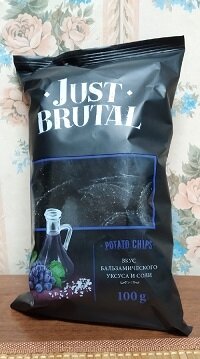 JUST
BRUTAL
POTATO CHIPS
ВКУС
БАЛЬЗАМИЧЕСКОГО
УКСУСА И СОЛИ
100 g